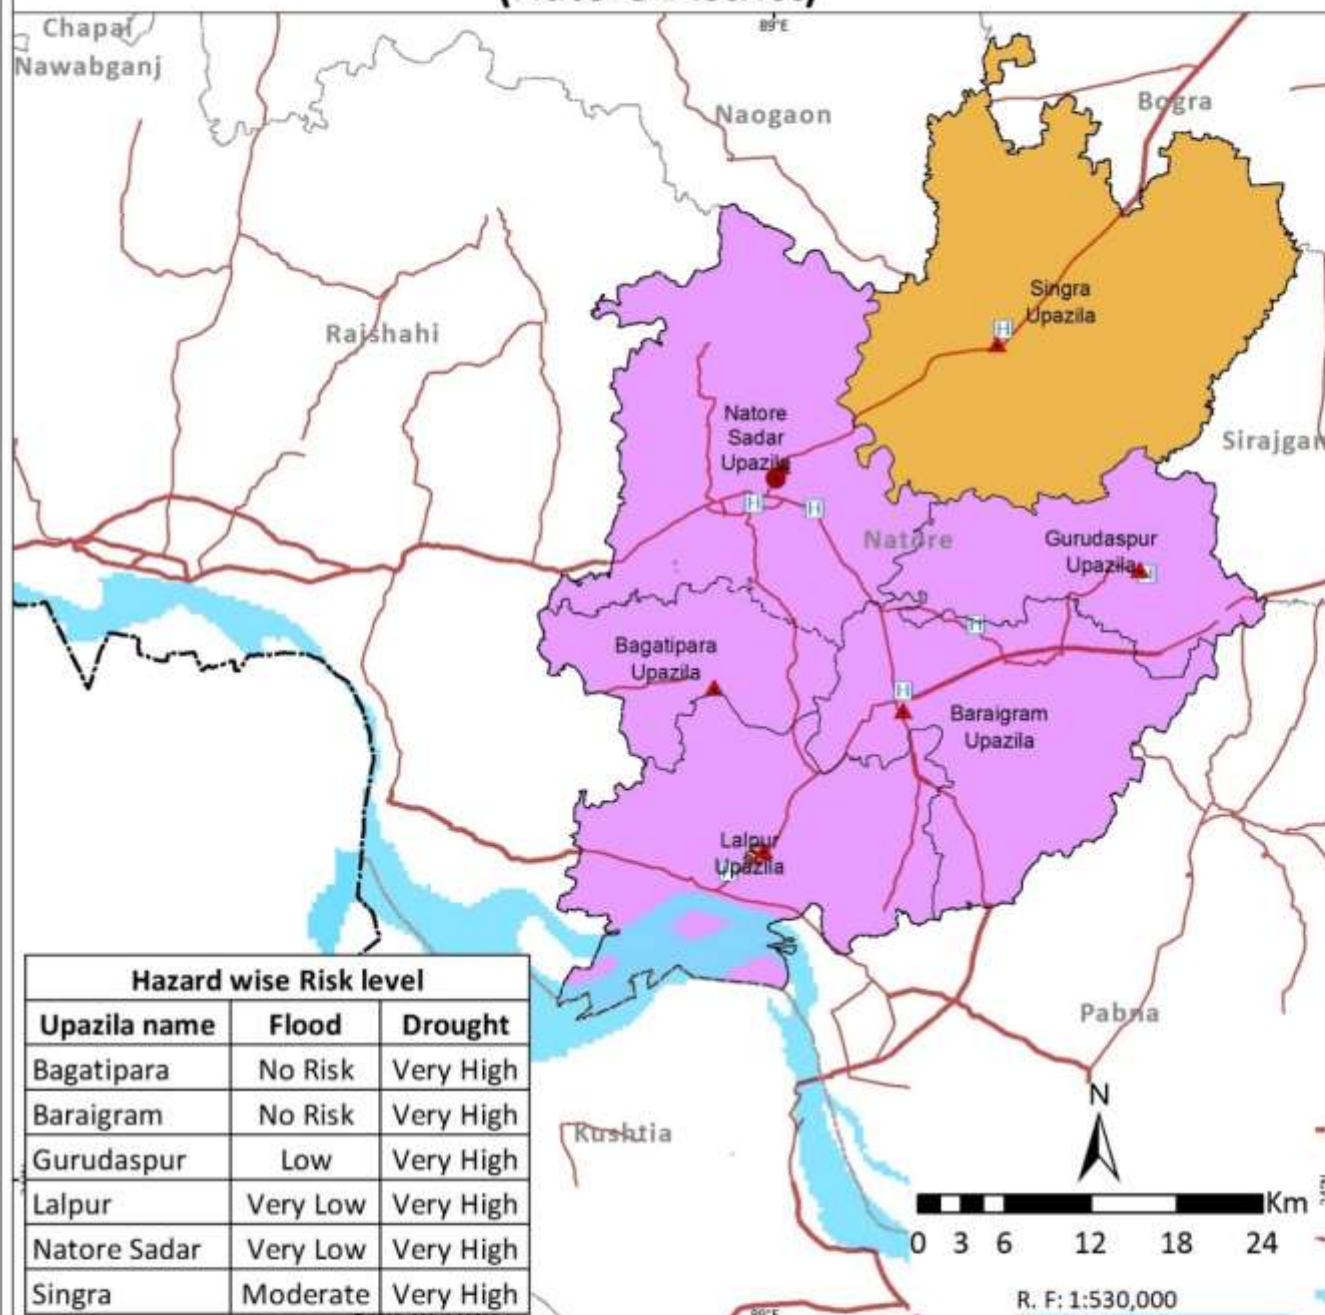 89°E
Chapai
Nawabganj
Naogaon
Bogra
Singra
Upazila
H
Rajshahi
Natore
Sadar
Upazila
Sirajgan
H
H
Natore
Gurudaspur
Upazila
H
Bagatipara
Upazila
H
Baraigram
Upazila
Lalpur
Upazila
Pabna
Kushtia
Hazard wise Risk level
Upazila name Flood Drought
Bagatipara No Risk Very High
Baraigram No Risk Very High
Gurudaspur Low Very High
Lalpur Very Low Very High
Natore Sadar Very Low Very High
Singra Moderate Very High
N
Km
0 3 6 12 18 24
R. F: 1:530,000